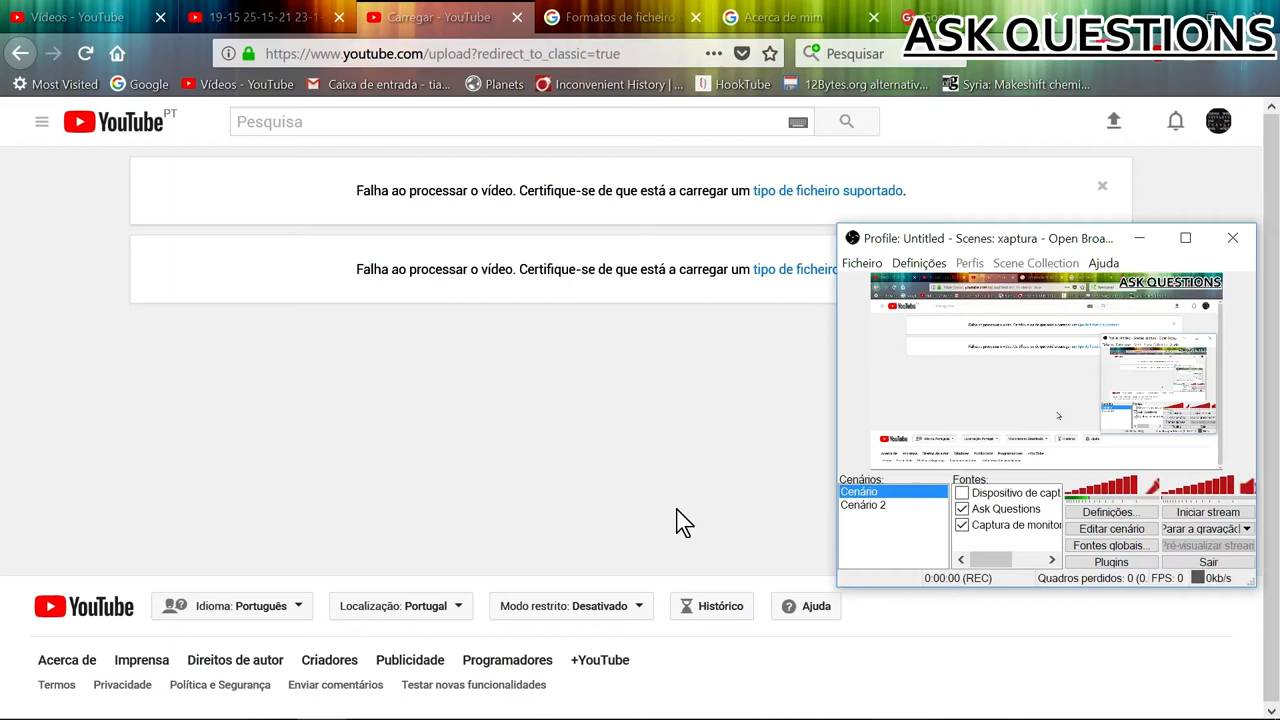 Vídeos - YouTube
19-15 25-15-21 23-1
Carregar - YouTube
Formatos de ficheiro
Acerca de mim
ASK QUESTIONS
https://www.youtube.com/upload?redirect_to_classic=true
Pesquisar
Most Visited
Google
Vídeos - YouTube
Caixa de entrada - tia...
Planets
Inconvenient History | ...
HookTube
12Bytes.org alternativ...
Syria: Makeshift chemi...
YouTube PT
Pesquisa
Falha ao processar o vídeo. Certifique-se de que está a carregar um tipo de ficheiro suportado.
Falha ao processar o vídeo. Certifique-se de que está a carregar um tipo de ficheiro
Profile: Untitled - Scenes: xaptura - Open Broa...
Ficheiro Definições Perfis Scene Collection Ajuda
ASK QUESTIONS
Cenários:
Cenário
Cenário 2
Fontes:
Dispositivo de capt
Ask Questions
Captura de monitor
Definições... Iniciar stream
Editar cenário Parar a gravação
Fontes globais... Pré-visualizar stream
Plugins Sair
0:00:00 (REC) Quadros perdidos: 0 (0. FPS: 0 0kb/s
YouTube
Idioma: Português
Localização: Portugal
Modo restrito: Desativado
Histórico
Ajuda
Acerca de Imprensa Direitos de autor Criadores Publicidade Programadores +YouTube
Termos Privacidade Política e Segurança Enviar comentários Testar novas funcionalidades